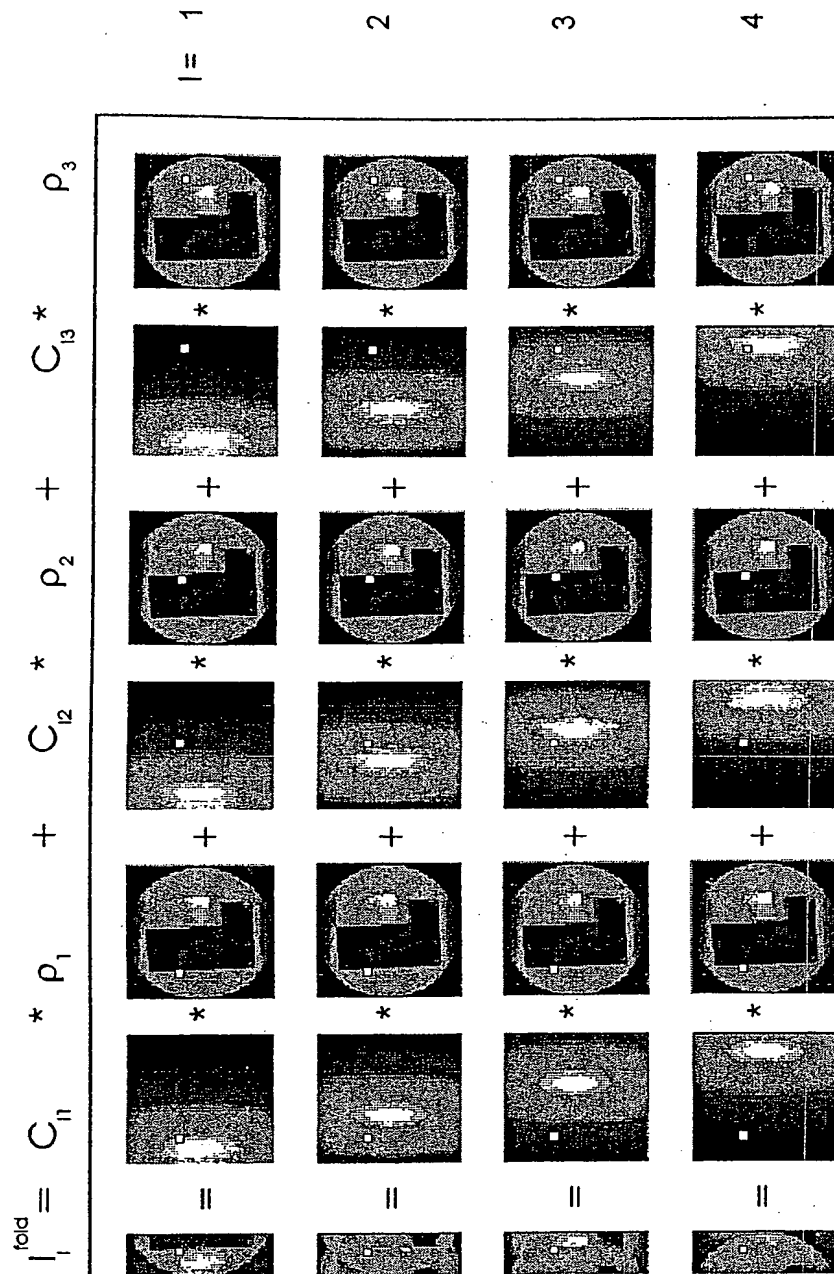 I_l^fold = C_l1 * ρ_1 + C_l2 * ρ_2 + C_l3 * ρ_3
= * + * + * l = 1
= * + * + * 2
= * + * + * 3
= * + * + * 4